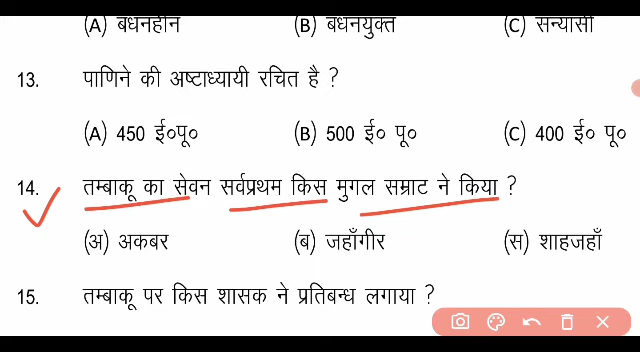 (A) बंधनहीन (B) बंधनयुक्त (C) सन्यासी
13. पाणिने की अष्टाध्यायी रचित है ?
(A) 450 ई०पू० (B) 500 ई० पू० (C) 400 ई० पू०
14. तम्बाकू का सेवन सर्वप्रथम किस मुगल सम्राट ने किया ?
(अ) अकबर (ब) जहाँगीर (स) शाहजहाँ
15. तम्बाकू पर किस शासक ने प्रतिबन्ध लगाया ?